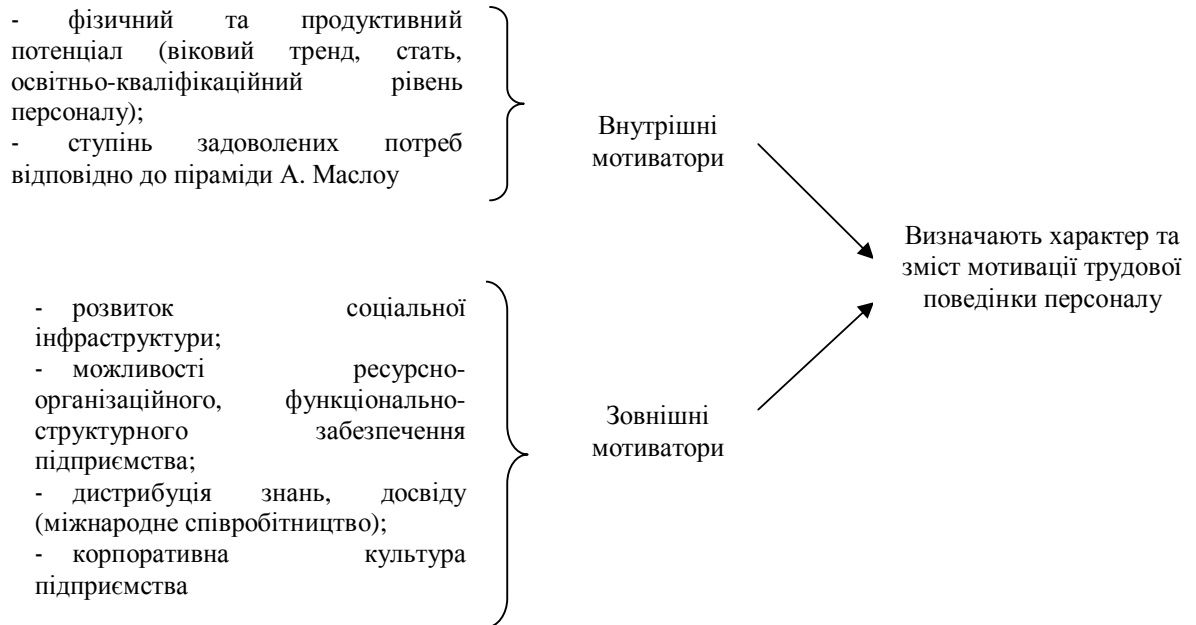 - фізичний та продуктивний
потенціал (віковий тренд, стать,
освітньо-кваліфікаційний рівень
персоналу);
- ступінь задоволених потреб
відповідно до піраміди А. Маслоу
Внутрішні
мотиватори
Визначають характер та
зміст мотивації трудової
поведінки персоналу
- розвиток соціальної
інфраструктури;
- можливості ресурсно-
організаційного, функціонально-
структурного забезпечення
підприємства;
- дистрибуція знань, досвіду
(міжнародне співробітництво);
- корпоративна культура
підприємства
Зовнішні
мотиватори